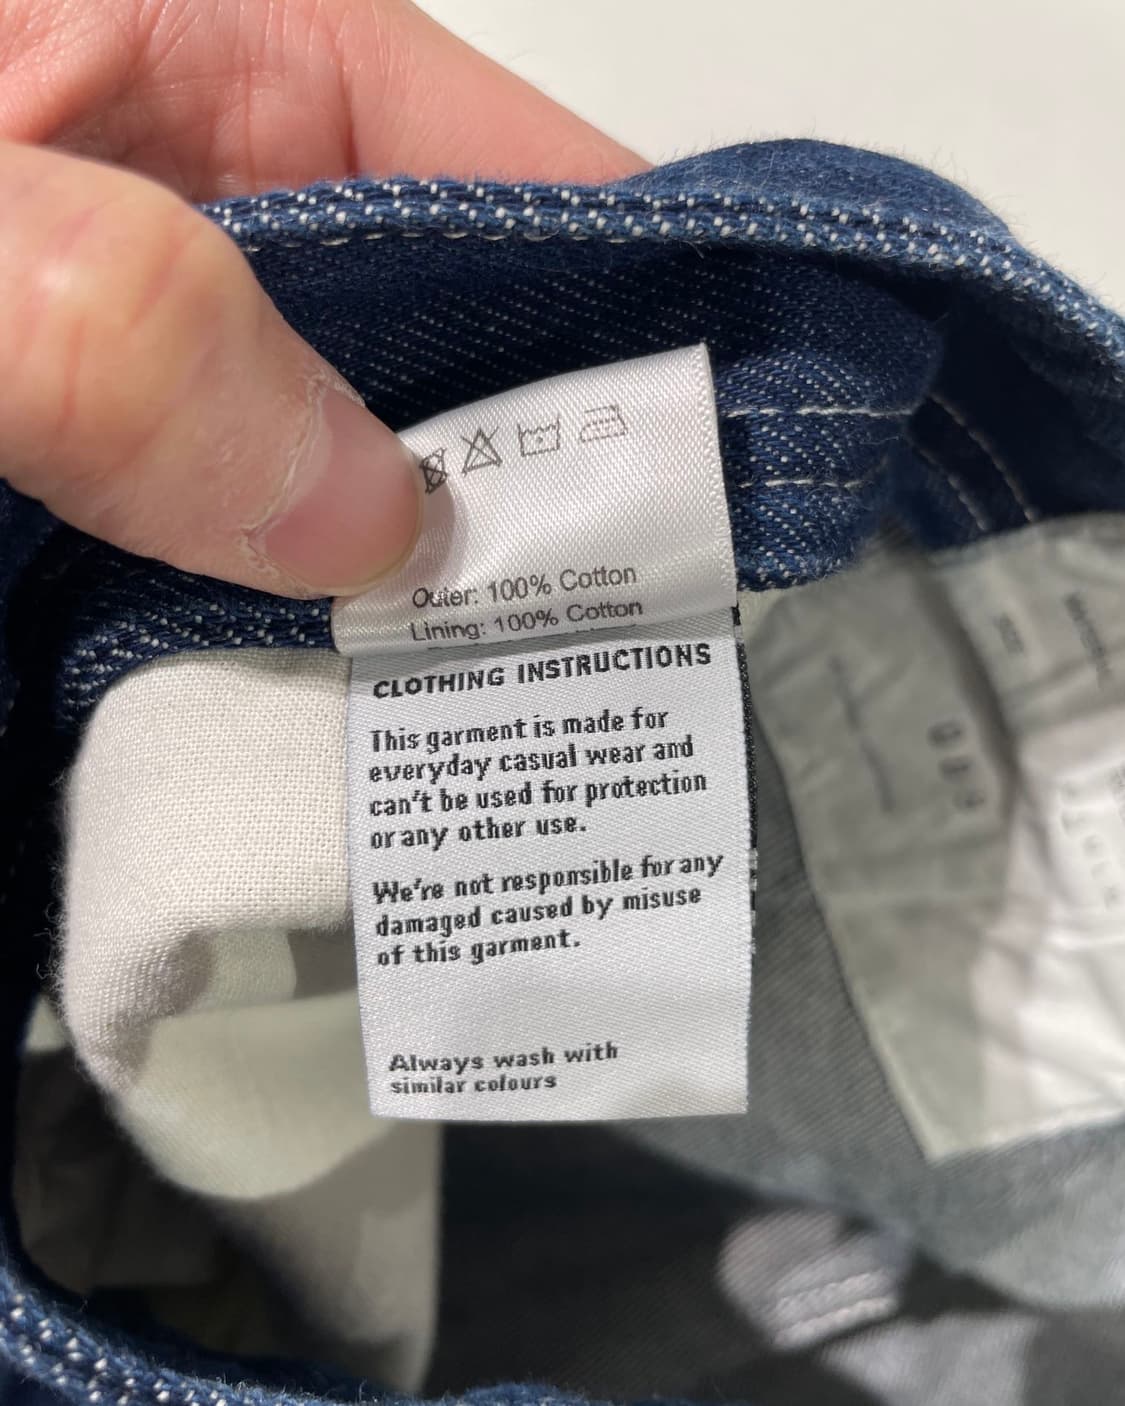 Outer: 100% Cotton
Lining: 100% Cotton
CLOTHING INSTRUCTIONS
This garment is made for
everyday casual wear and
can't be used for protection
or any other use.
We're not responsible for any
damaged caused by misuse
of this garment.
Always wash with
similar colours